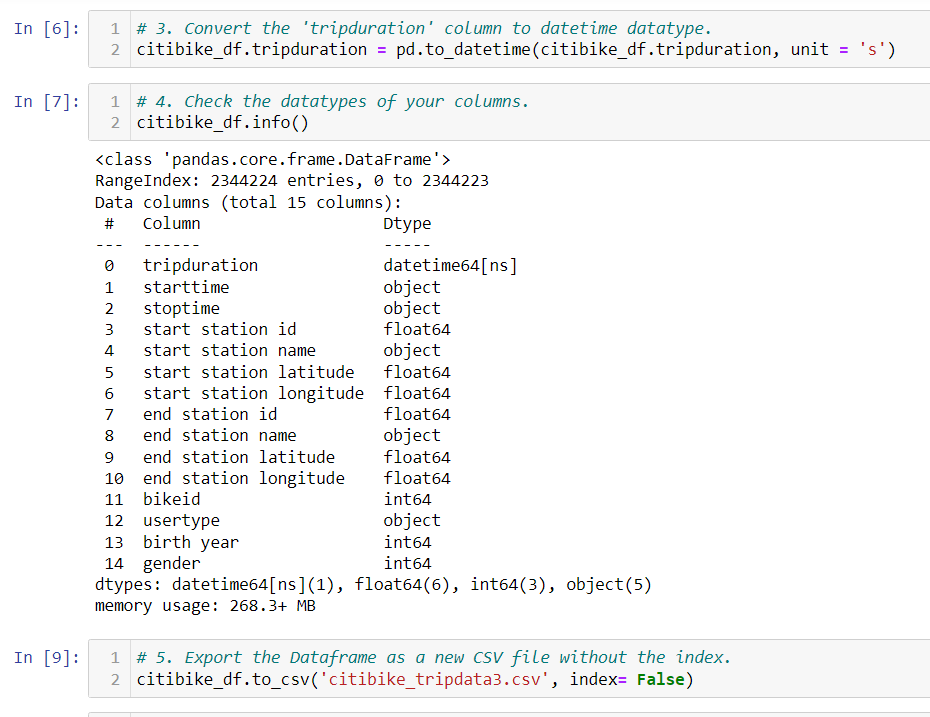 In [6]: 1 # 3. Convert the 'tripduration' column to datetime datatype.
2 citibike_df.tripduration = pd.to_datetime(citibike_df.tripduration, unit = 's')
In [7]: 1 # 4. Check the datatypes of your columns.
2 citibike_df.info()
<class 'pandas.core.frame.DataFrame'>
RangeIndex: 2344224 entries, 0 to 2344223
Data columns (total 15 columns):
# Column Dtype
--- ------ -----
0 tripduration datetime64[ns]
1 starttime object
2 stoptime object
3 start station id float64
4 start station name object
5 start station latitude float64
6 start station longitude float64
7 end station id float64
8 end station name object
9 end station latitude float64
10 end station longitude float64
11 bikeid int64
12 usertype object
13 birth year int64
14 gender int64
dtypes: datetime64[ns](1), float64(6), int64(3), object(5)
memory usage: 268.3+ MB
In [9]: 1 # 5. Export the Dataframe as a new CSV file without the index.
2 citibike_df.to_csv('citibike_tripdata3.csv', index= False)